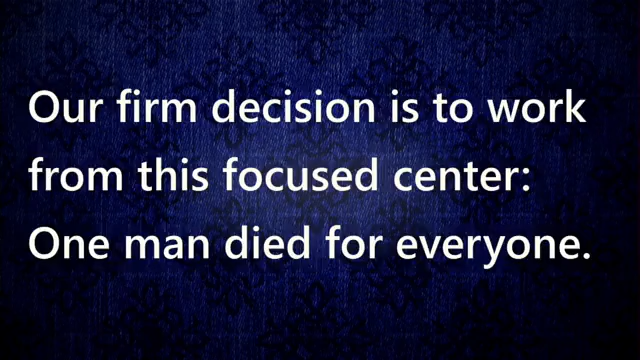 Our firm decision is to work
from this focused center:
One man died for everyone.